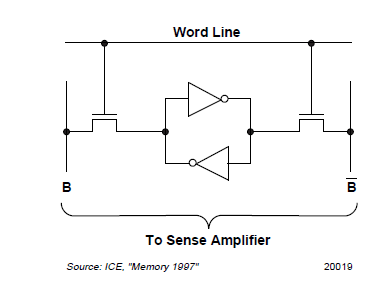 Word Line
B B̅
To Sense Amplifier
Source: ICE, "Memory 1997" 20019